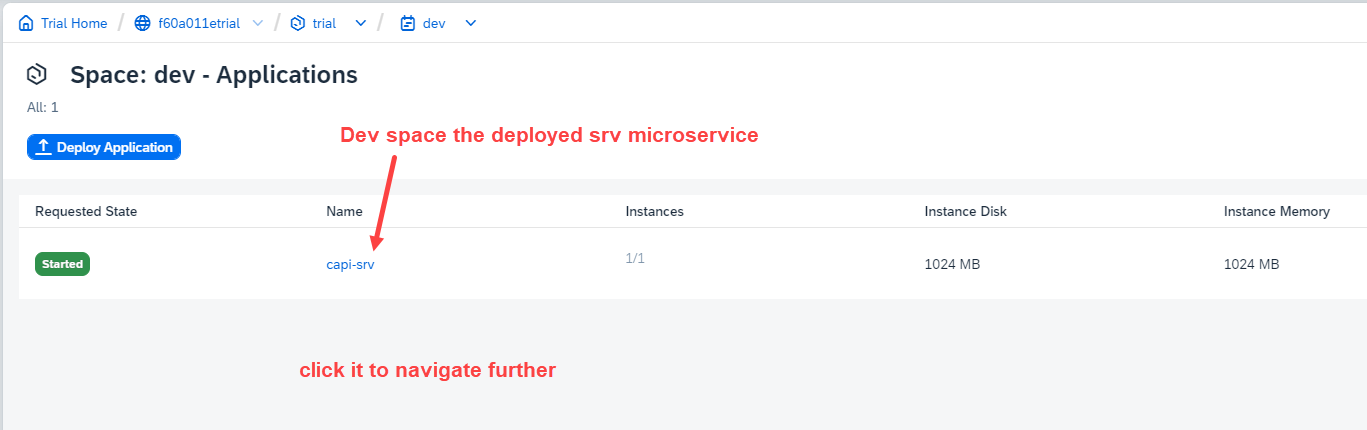 Trial Home / f60a011etrial / trial / dev
Space: dev - Applications
All: 1
Dev space the deployed srv microservice
Deploy Application
Requested State Name Instances Instance Disk Instance Memory
Started capi-srv 1/1 1024 MB 1024 MB
click it to navigate further